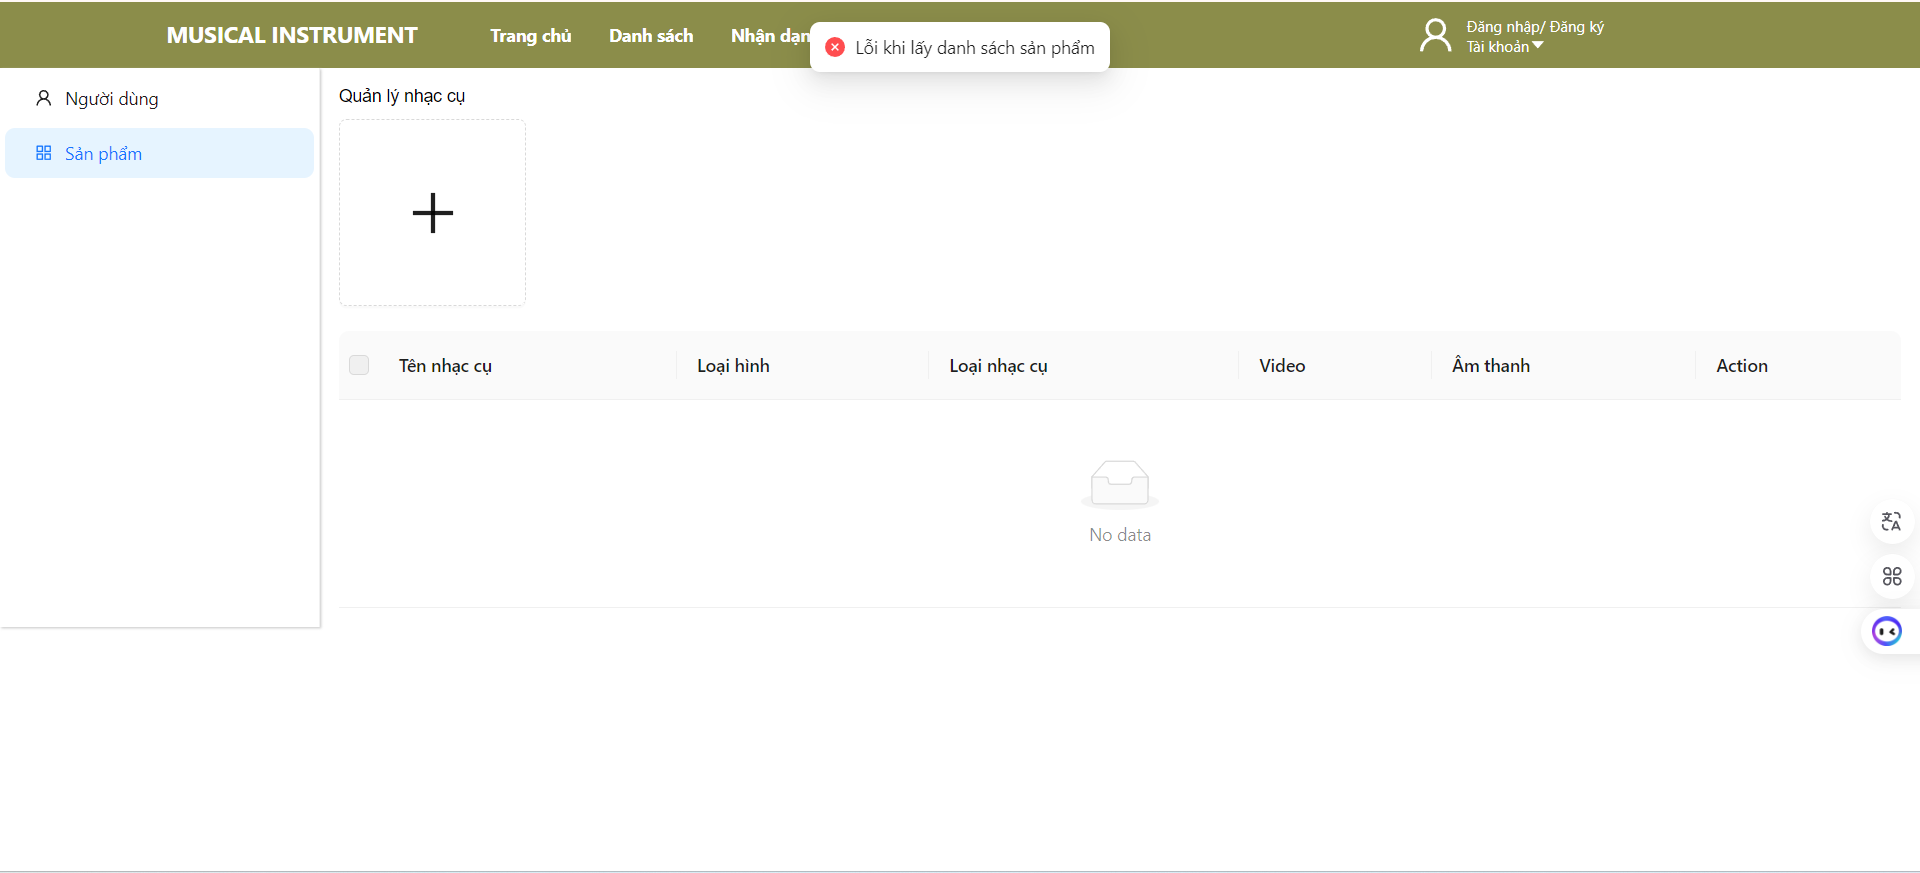 MUSICAL INSTRUMENT
Trang chủ
Danh sách
Nhận dạn
Lỗi khi lấy danh sách sản phẩm
Đăng nhập/ Đăng ký
Tài khoản
Người dùng
Sản phẩm
Quản lý nhạc cụ
Tên nhạc cụ
Loại hình
Loại nhạc cụ
Video
Âm thanh
Action
No data